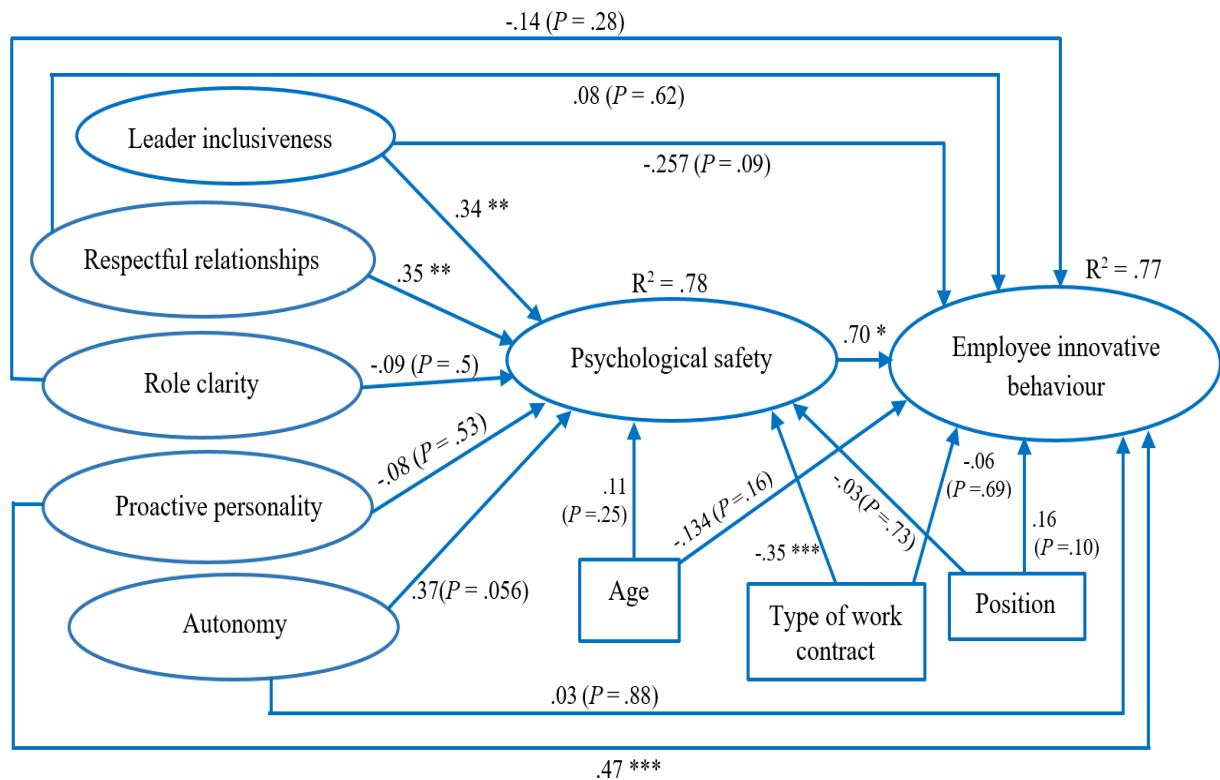 -.14 (P = .28)
.08 (P = .62)
Leader inclusiveness
-.257 (P = .09)
.34 **
Respectful relationships
.35 **
R² = .78
R² = .77
.70 *
Psychological safety
Employee innovative
behaviour
-.09 (P = .5)
Role clarity
-.08 (P = .53)
Proactive personality
.11
(P=.25)
-.134 (P=.16)
-.03(P=.73)
-.06
(P=.69)
-.35 ***
.16
(P=.10)
.37(P = .056)
Autonomy
Age
Type of work
contract
Position
.03 (P = .88)
.47 ***